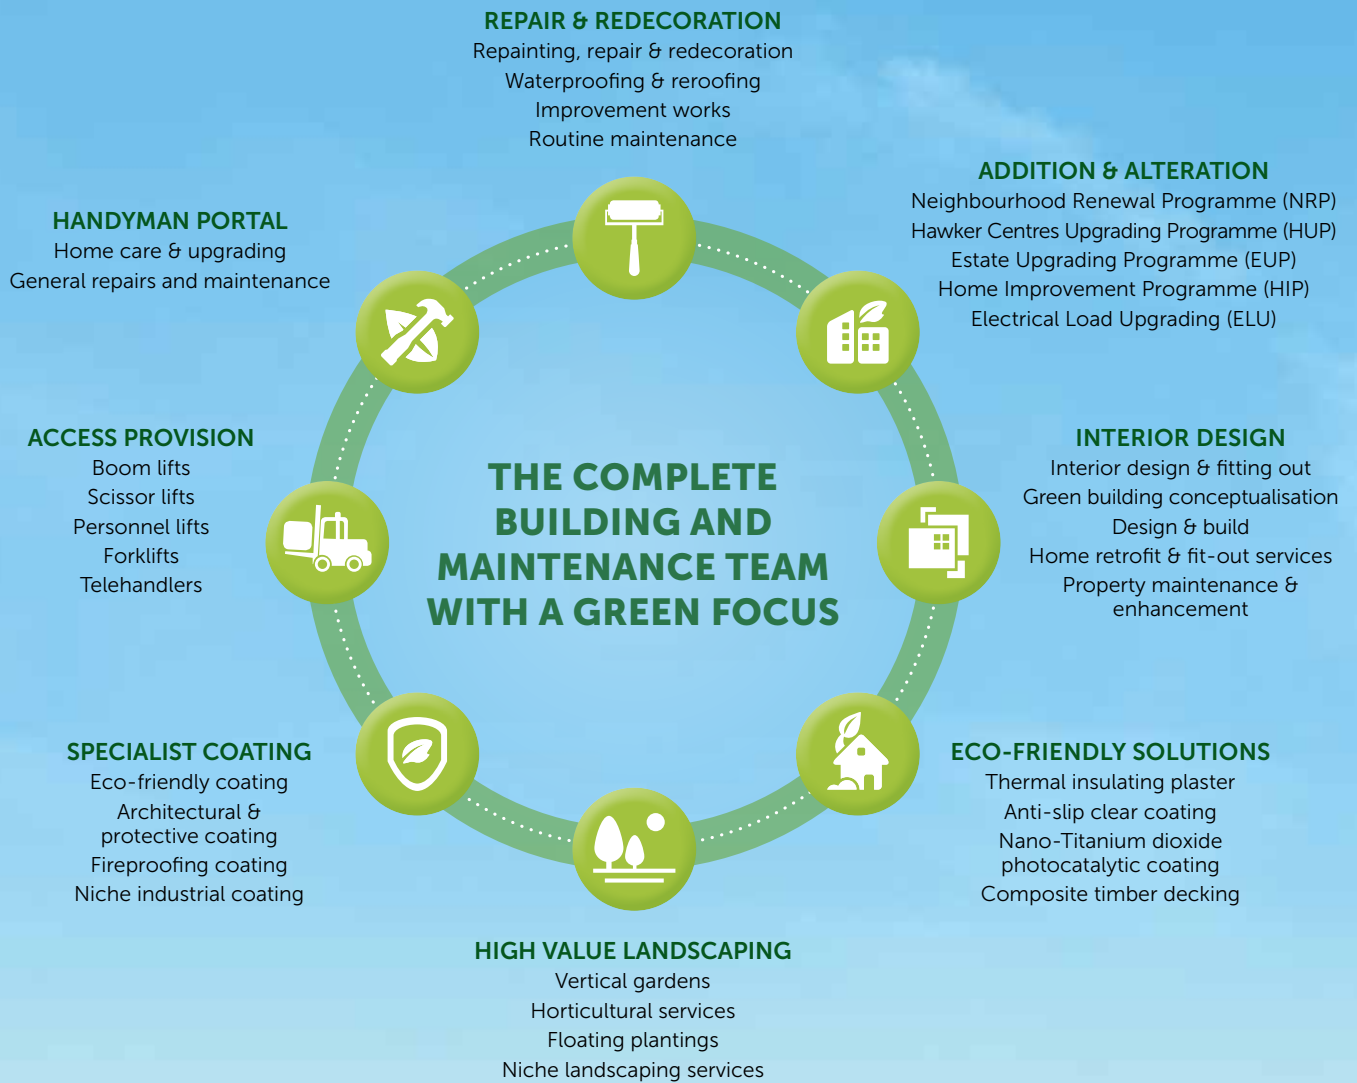 REPAIR & REDECORATION
Repainting, repair & redecoration
Waterproofing & reroofing
Improvement works
Routine maintenance
ADDITION & ALTERATION
Neighbourhood Renewal Programme (NRP)
Hawker Centres Upgrading Programme (HUP)
Estate Upgrading Programme (EUP)
Home Improvement Programme (HIP)
Electrical Load Upgrading (ELU)
INTERIOR DESIGN
Interior design & fitting out
Green building conceptualisation
Design & build
Home retrofit & fit-out services
Property maintenance &
enhancement
ECO-FRIENDLY SOLUTIONS
Thermal insulating plaster
Anti-slip clear coating
Nano-Titanium dioxide
photocatalytic coating
Composite timber decking
HIGH VALUE LANDSCAPING
Vertical gardens
Horticultural services
Floating plantings
Niche landscaping services
SPECIALIST COATING
Eco-friendly coating
Architectural &
protective coating
Fireproofing coating
Niche industrial coating
ACCESS PROVISION
Boom lifts
Scissor lifts
Personnel lifts
Forklifts
Telehandlers
HANDYMAN PORTAL
Home care & upgrading
General repairs and maintenance
THE COMPLETE
BUILDING AND
MAINTENANCE TEAM
WITH A GREEN FOCUS